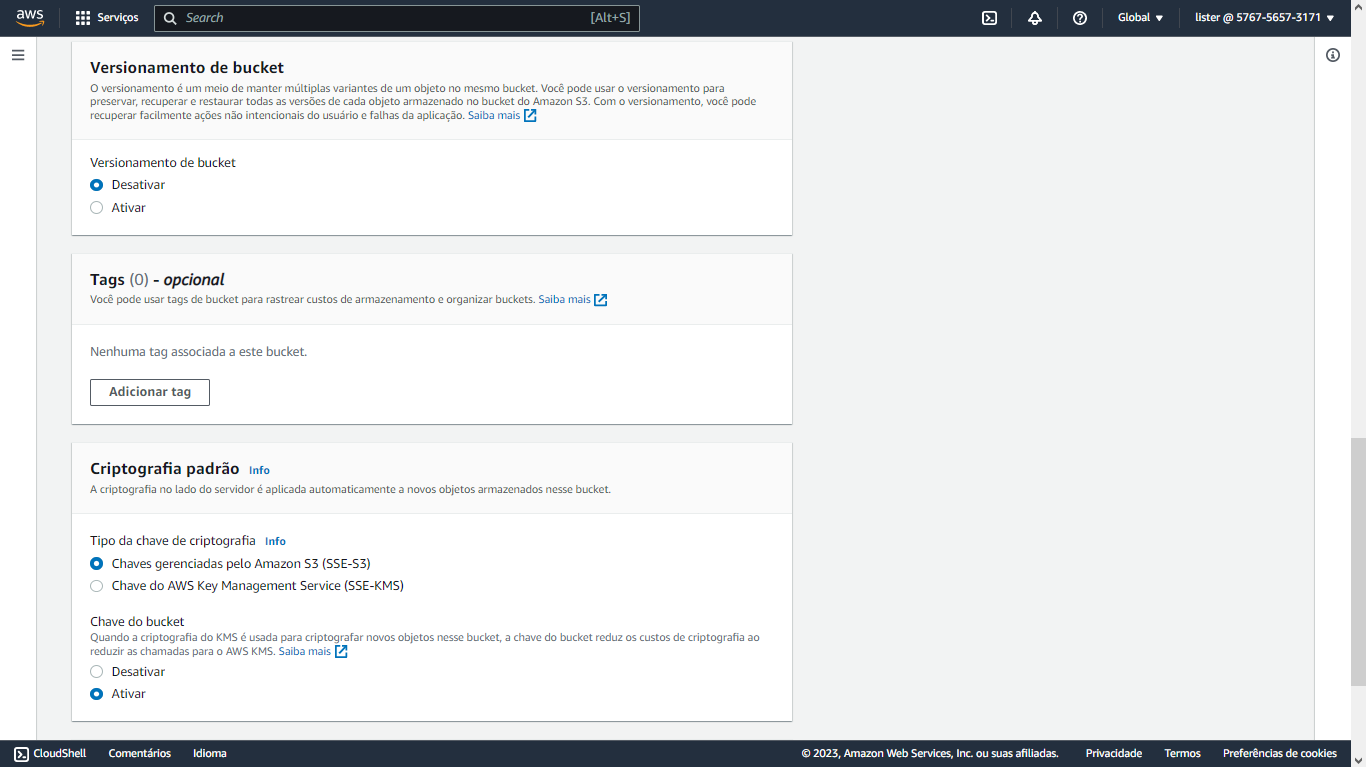 aws
Serviços
Search
[Alt+S]
Global
lister @ 5767-5657-3171
Versionamento de bucket
O versionamento é um meio de manter múltiplas variantes de um objeto no mesmo bucket. Você pode usar o versionamento para
preservar, recuperar e restaurar todas as versões de cada objeto armazenado no bucket do Amazon S3. Com o versionamento, você pode
recuperar facilmente ações não intencionais do usuário e falhas da aplicação. Saiba mais
Versionamento de bucket
Desativar
Ativar
Tags (0) - opcional
Você pode usar tags de bucket para rastrear custos de armazenamento e organizar buckets. Saiba mais
Nenhuma tag associada a este bucket.
Adicionar tag
Criptografia padrão Info
A criptografia no lado do servidor é aplicada automaticamente a novos objetos armazenados nesse bucket.
Tipo da chave de criptografia Info
Chaves gerenciadas pelo Amazon S3 (SSE-S3)
Chave do AWS Key Management Service (SSE-KMS)
Chave do bucket
Quando a criptografia do KMS é usada para criptografar novos objetos nesse bucket, a chave do bucket reduz os custos de criptografia ao
reduzir as chamadas para o AWS KMS. Saiba mais
Desativar
Ativar
CloudShell
Comentários
Idioma
© 2023, Amazon Web Services, Inc. ou suas afiliadas.
Privacidade
Termos
Preferências de cookies